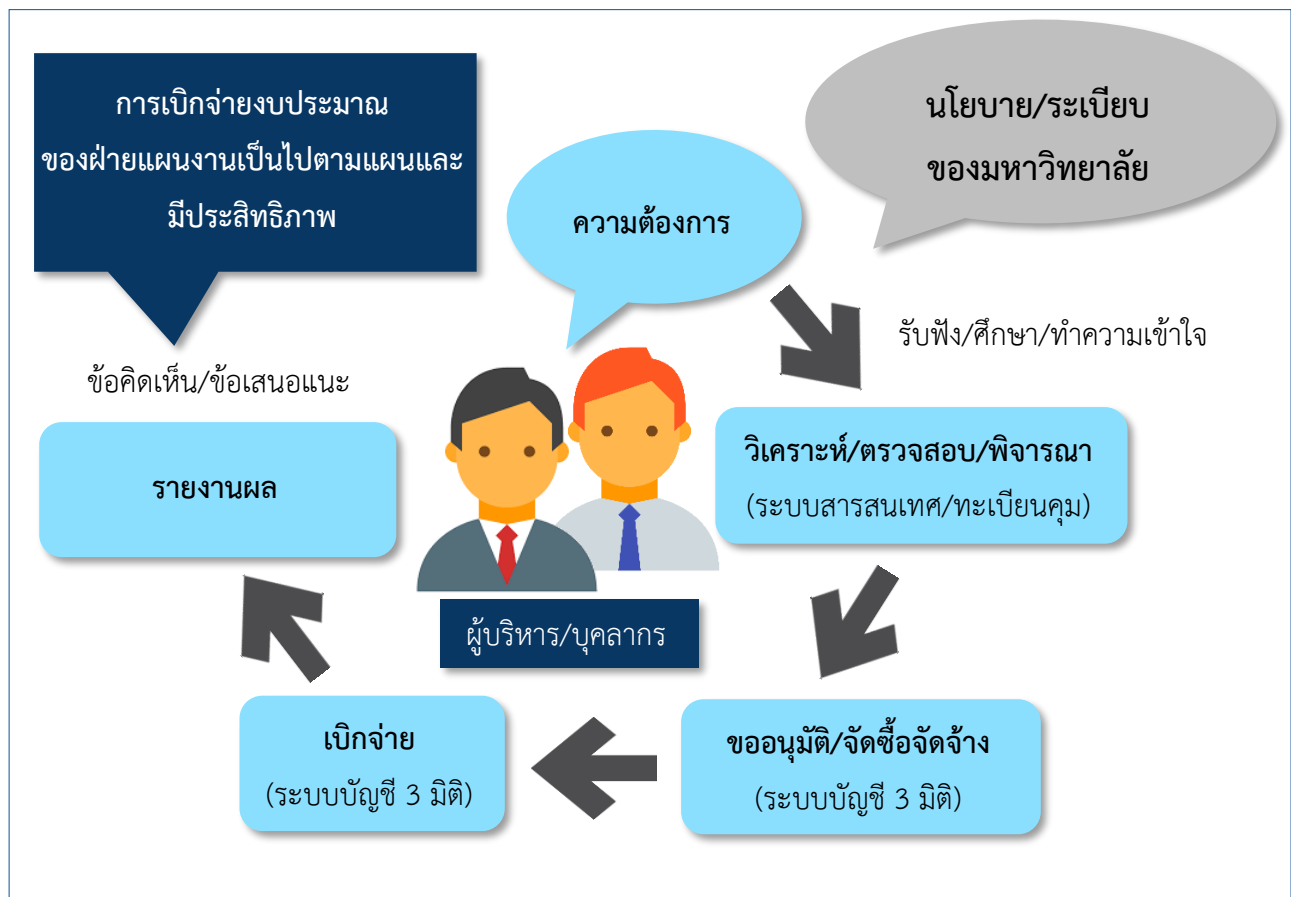 การเบิกจ่ายงบประมาณ
ของฝ่ายแผนงานเป็นไปตามแผนและ
มีประสิทธิภาพ
นโยบาย/ระเบียบ
ของมหาวิทยาลัย
ความต้องการ
รับฟัง/ศึกษา/ทำความเข้าใจ
ข้อคิดเห็น/ข้อเสนอแนะ
รายงานผล
วิเคราะห์/ตรวจสอบ/พิจารณา
(ระบบสารสนเทศ/ทะเบียนคุม)
ผู้บริหาร/บุคลากร
เบิกจ่าย
(ระบบบัญชี 3 มิติ)
ขออนุมัติ/จัดซื้อจัดจ้าง
(ระบบบัญชี 3 มิติ)